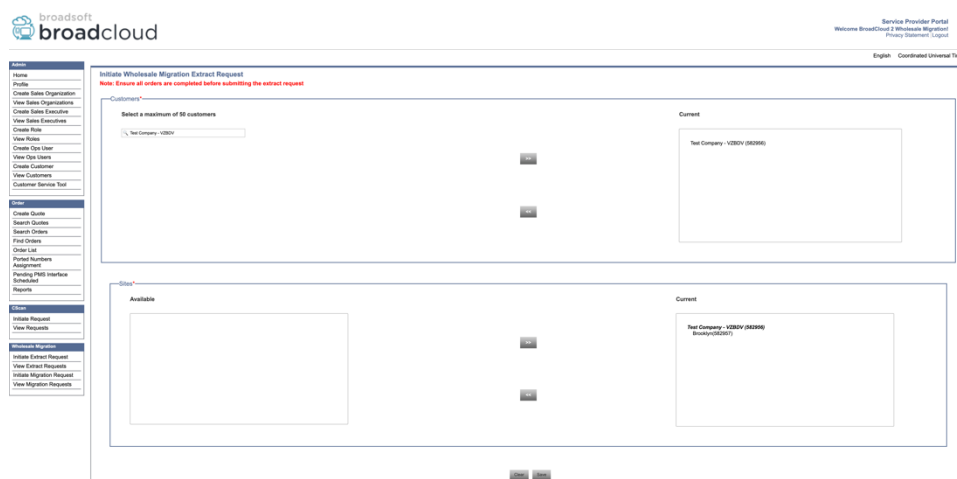 broadsoft
broadcloud
Service Provider Portal
Welcome BroadCloud 2 Wholesale Migration!
Privacy Statement | Logout
English Coordinated Universal Ti
Admin
Home
Profile
Create Sales Organization
View Sales Organizations
Create Sales Executive
View Sales Executives
Create Role
View Roles
Create Ops User
View Ops Users
Create Customer
View Customers
Customer Service Tool
Order
Create Quote
Search Quotes
Search Orders
Find Orders
Order List
Ported Numbers
Assignment
Pending PMS Interface
Scheduled
Reports
Initiate Request
View Requests
Wholesale Migration
Initiate Extract Request
View Extract Requests
Initiate Migration Request
View Migration Requests
Initiate Wholesale Migration Extract Request
Note: Ensure all orders are completed before submitting the extract request
Customers*
Select a maximum of 50 customers
Current
Test Company - VZBDV
Test Company - VZBDV (582956)
>>
<<
Sites*
Available
Current
Test Company - VZBDV (582956)
Brooklyn(582957)
>>
<<
Clear Save